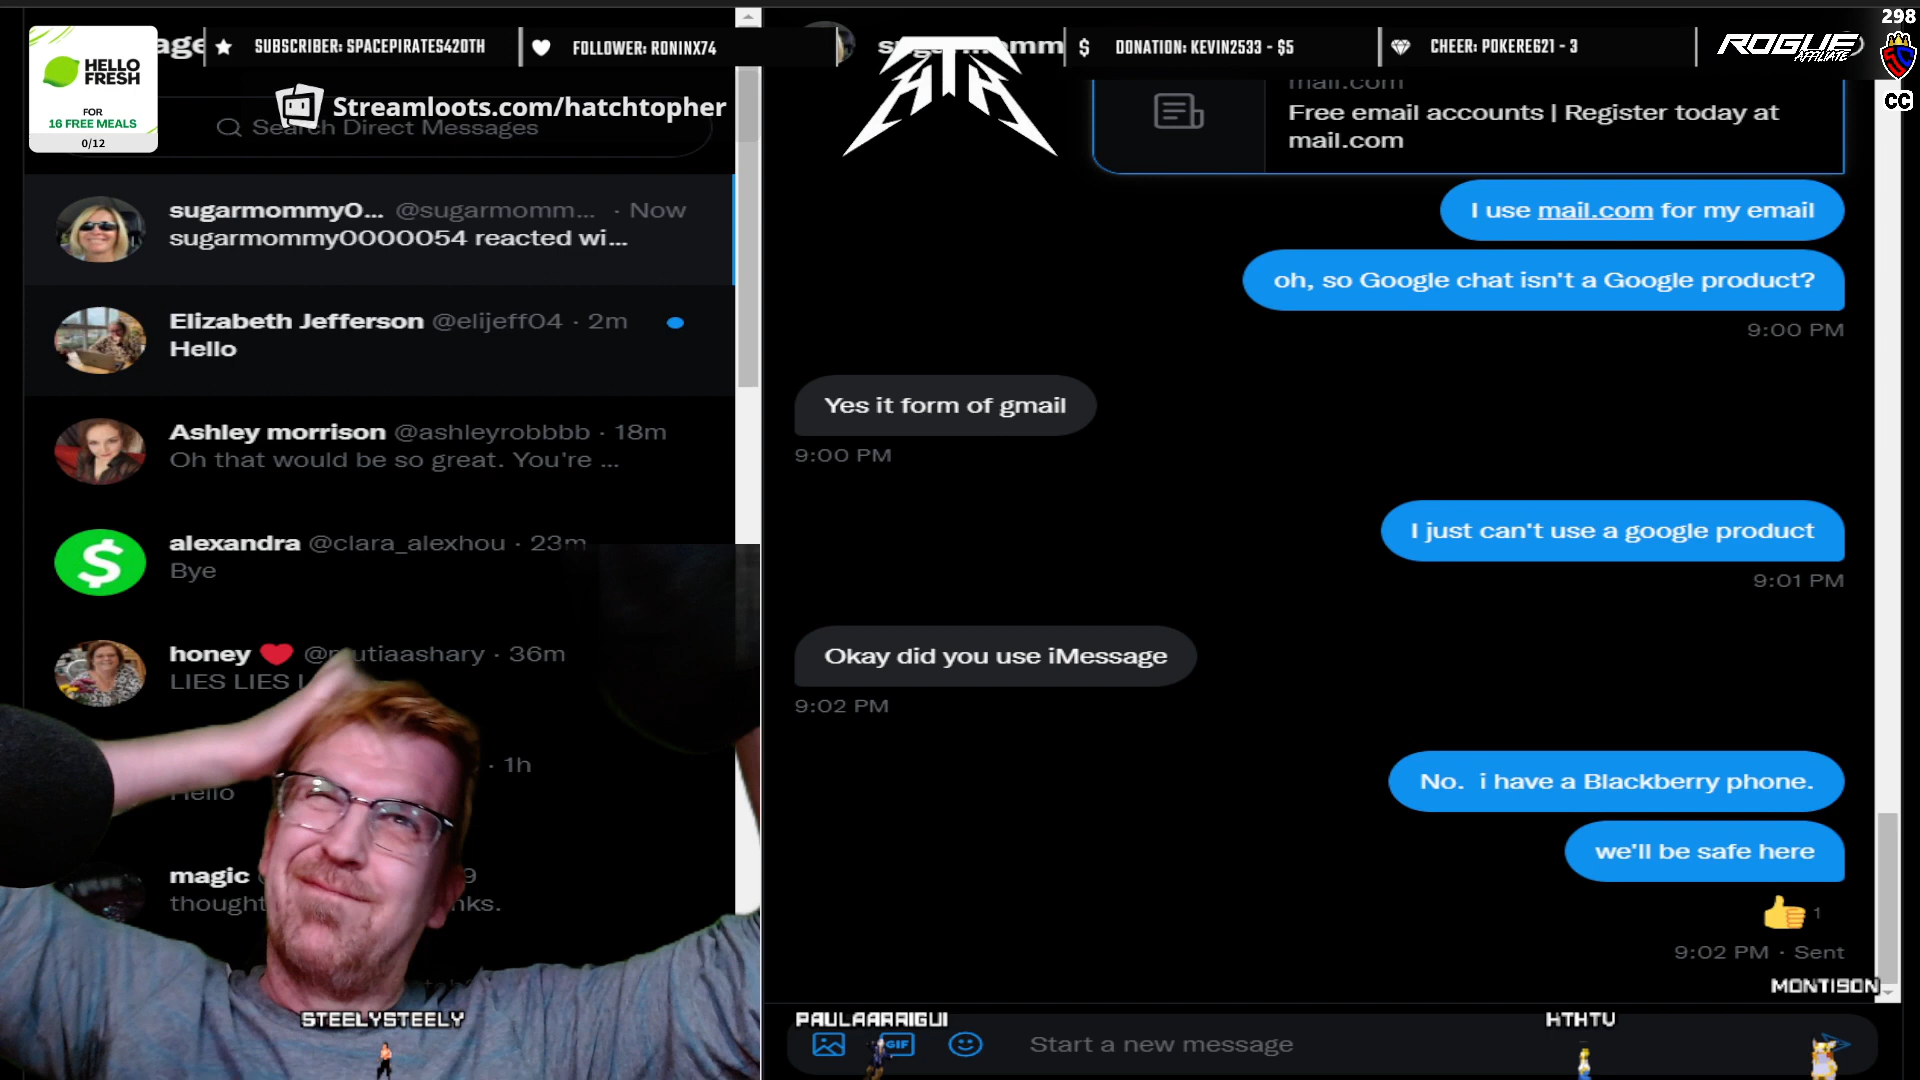 298
HELLO
FRESH
FOR
16 FREE MEALS
0/12
SUBSCRIBER: SPACEPIRATES420TH
FOLLOWER: RONINX74
DONATION: KEVIN2533 - $5
CHEER: POKERE621 - 3
ROGUE
AFFILIATE
CC
Streamloots.com/hatchtopher
Search Direct Messages
sugarmommy0... @sugarmomm... · Now
sugarmommy0000054 reacted wi...
Elizabeth Jefferson @elijeff04 · 2m
Hello
Ashley morrison @ashleyrobbbb · 18m
Oh that would be so great. You're ...
alexandra @clara_alexhou · 23m
Bye
honey ❤️ @mutiaashary · 36m
LIES LIES
· 1h
Hello
magic
thought
STEELYSTEELY
mail.com
Free email accounts | Register today at
mail.com
I use mail.com for my email
oh, so Google chat isn't a Google product?
9:00 PM
Yes it form of gmail
9:00 PM
I just can't use a google product
9:01 PM
Okay did you use iMessage
9:02 PM
No. i have a Blackberry phone.
we'll be safe here
👍 1
9:02 PM · Sent
MONTISON
PAULAARRIGUI
HTHTV
GIF
Start a new message